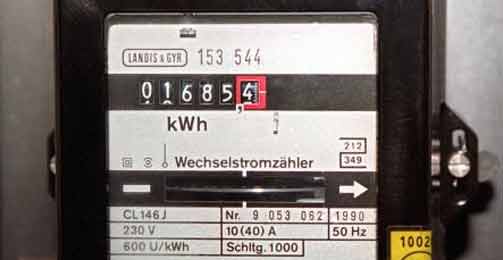 LANDIS & GYR 153 544
016854
kWh
212
349
Wechselstromzähler
CL146J Nr. 9 053 062 1990
230 V 10(40) A 50 Hz
600 U/kWh Schltg. 1000
1002